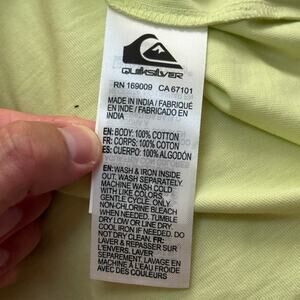 QUIKSILVER
RN 169009 CA 67101
MADE IN INDIA / FABRIQUÉ
EN INDE / FABRICADO EN
INDIA
EN: BODY: 100% COTTON
FR: CORPS: 100% COTON
ES: CUERPO: 100% ALGODÓN
EN: WASH & IRON INSIDE
OUT. WASH SEPARATELY.
MACHINE WASH COLD
WITH LIKE COLORS.
GENTLE CYCLE. ONLY
NON-CHLORINE BLEACH
WHEN NEEDED. TUMBLE
DRY LOW OR LINE DRY.
COOL IRON IF NEEDED. DO
NOT DRY CLEAN. FR:
LAVER & REPASSER SUR
L'ENVERS. LAVER
SEPAREMENT. LAVAGE EN
MACHINE A L'EAU FROIDE
AVEC DES COULEURS